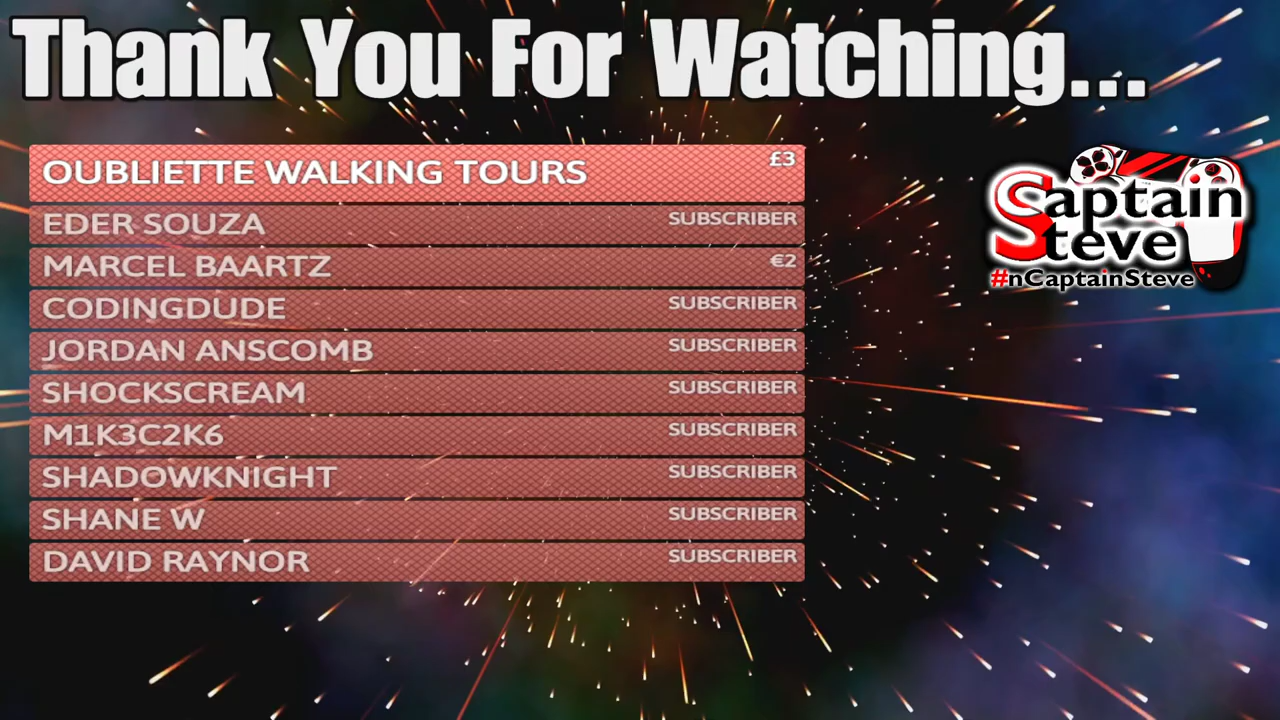 Thank You For Watching...
OUBLIETTE WALKING TOURS £3
EDER SOUZA SUBSCRIBER
MARCEL BAARTZ €2
CODINGDUDE SUBSCRIBER
JORDAN ANSCOMB SUBSCRIBER
SHOCKSCREAM SUBSCRIBER
M1K3C2K6 SUBSCRIBER
SHADOWKNIGHT SUBSCRIBER
SHANE W SUBSCRIBER
DAVID RAYNOR SUBSCRIBER
Captain
Steve
#nCaptainSteve